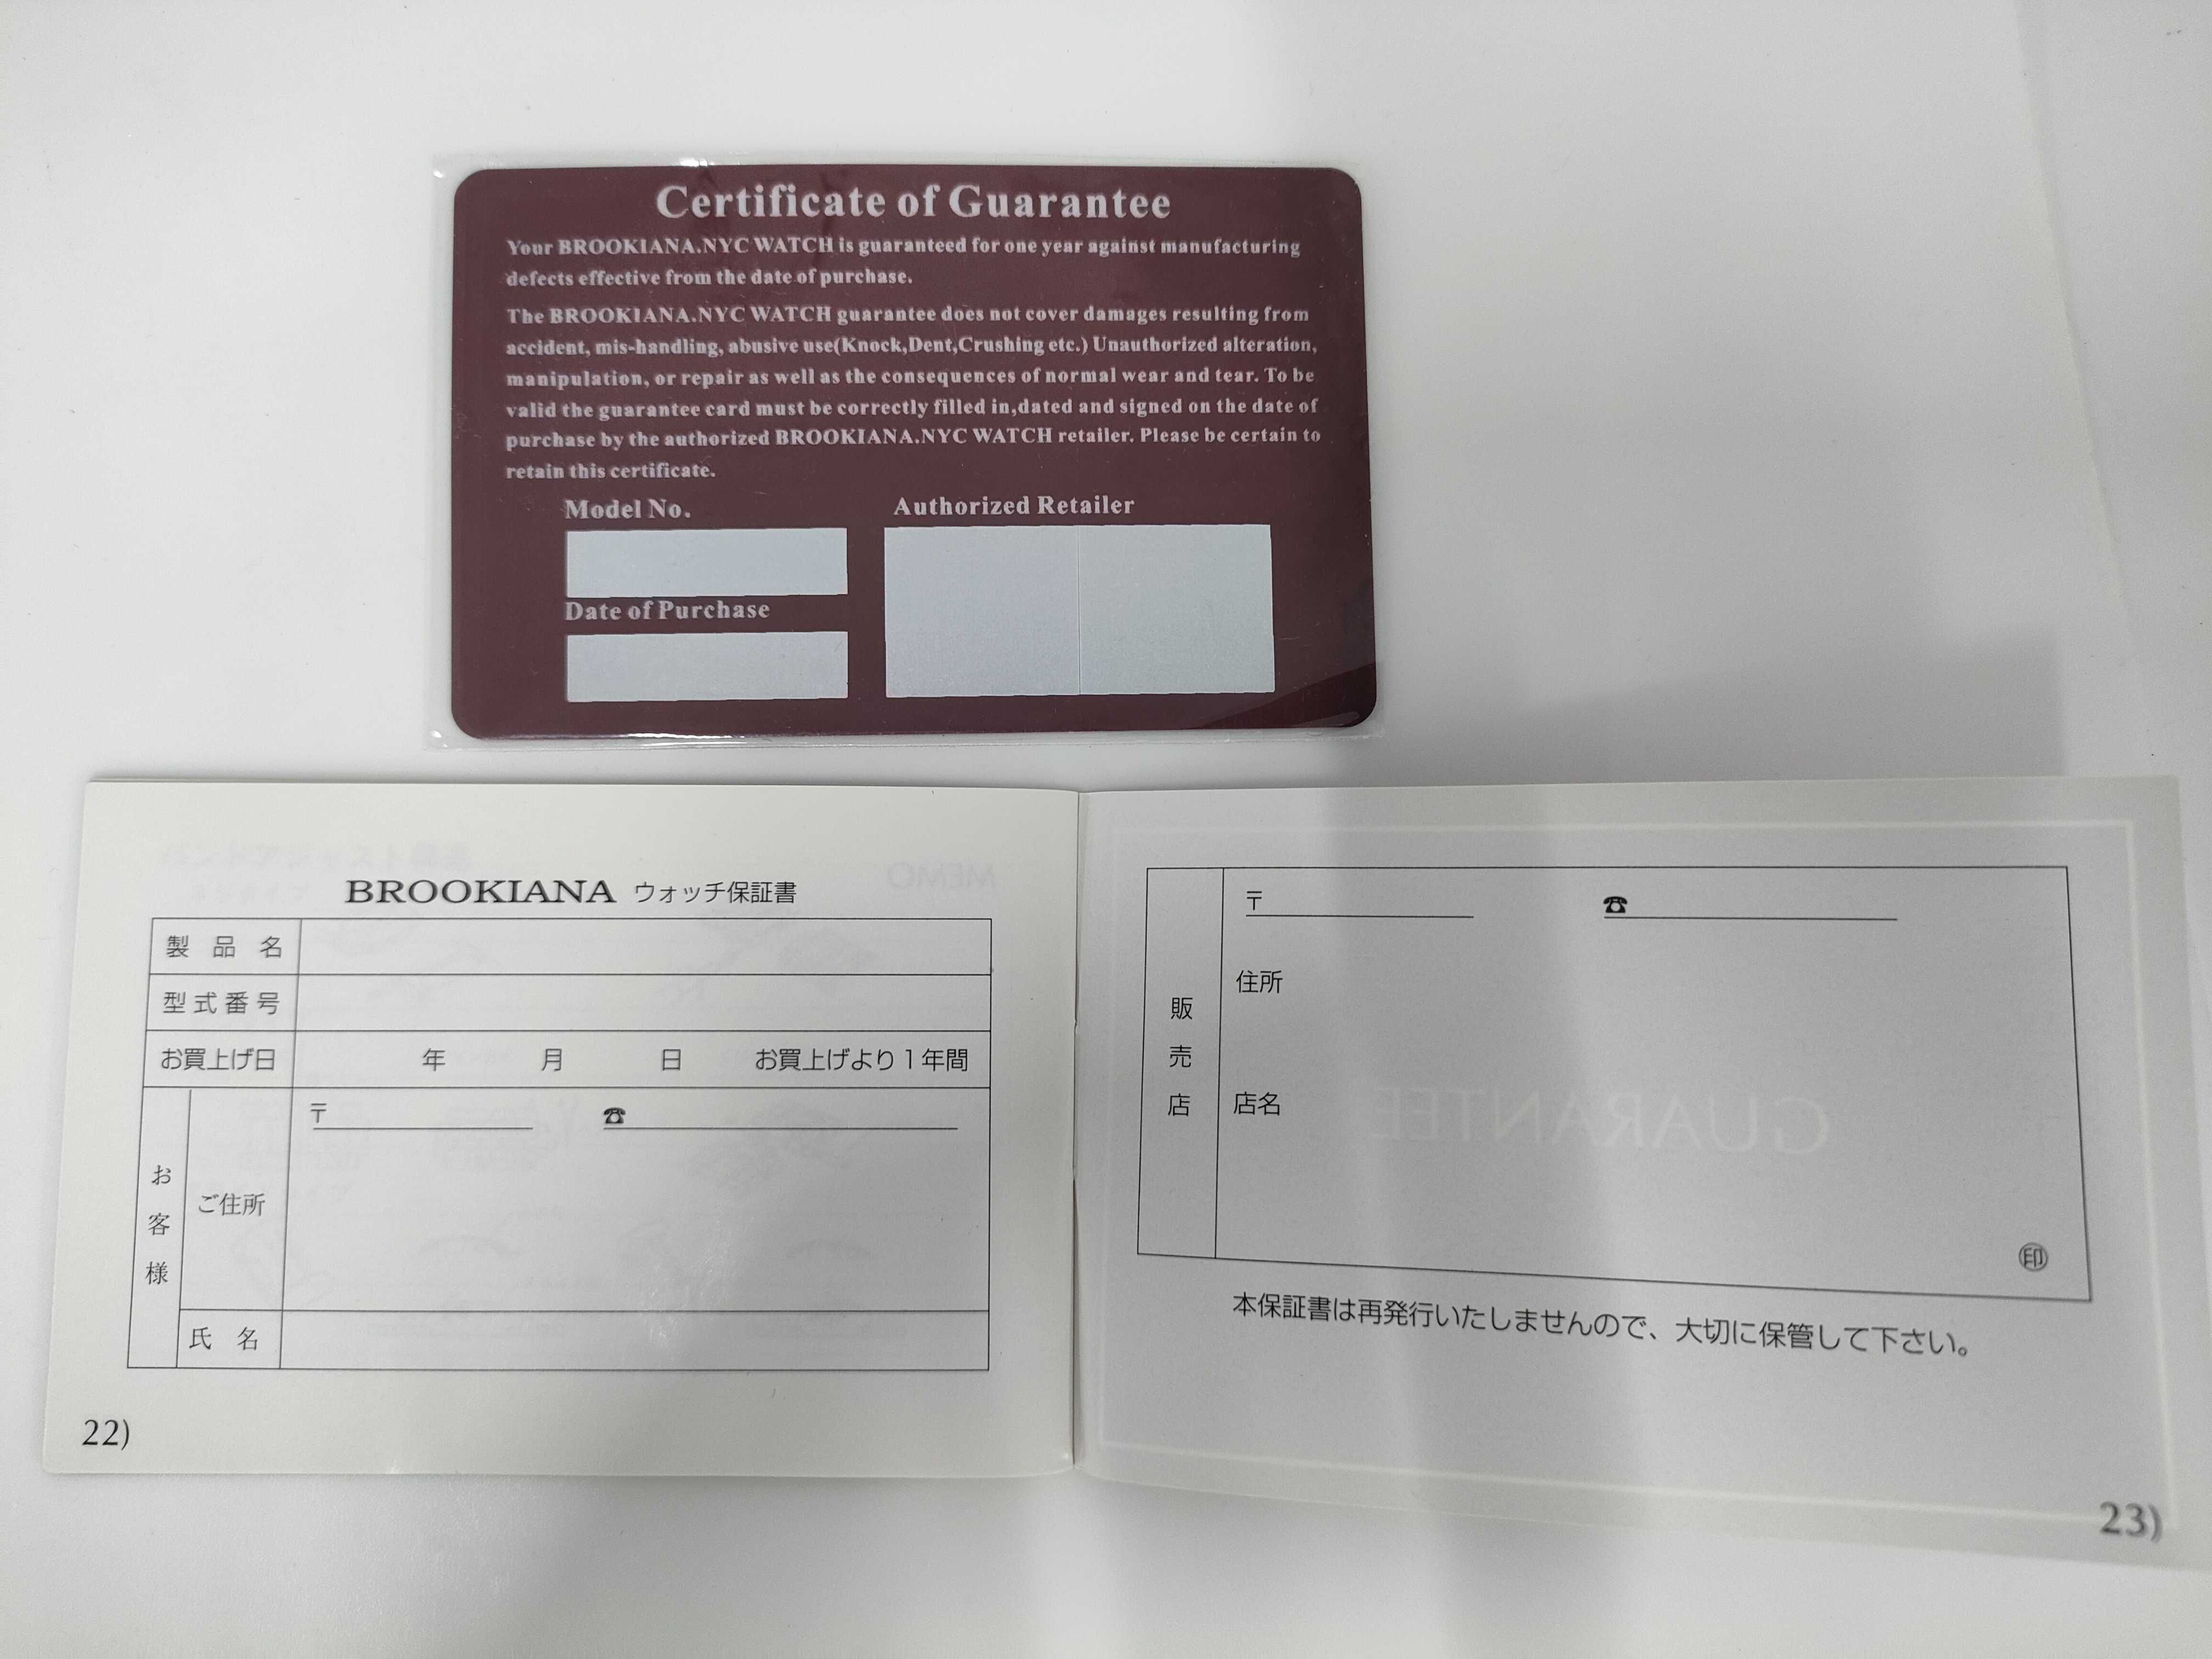 Certificate of Guarantee
Your BROOKIANA.NYC WATCH is guaranteed for one year against manufacturing
defects effective from the date of purchase.
The BROOKIANA.NYC WATCH guarantee does not cover damages resulting from
accident, mis-handling, abusive use(Knock,Dent,Crushing etc.) Unauthorized alteration,
manipulation, or repair as well as the consequences of normal wear and tear. To be
valid the guarantee card must be correctly filled in,dated and signed on the date of
purchase by the authorized BROOKIANA.NYC WATCH retailer. Please be certain to
retain this certificate.
Model No.
Authorized Retailer
Date of Purchase
MEMO
BROOKIANA ウォッチ保証書
製品名
型式番号
お買上げ日 年 月 日 お買上げより1年間
お客様
〒 ☎
ご住所
氏名
22)
販売店
〒 ☎
住所
店名
GUARANTEE
㊞
本保証書は再発行いたしませんので、大切に保管して下さい。
23)